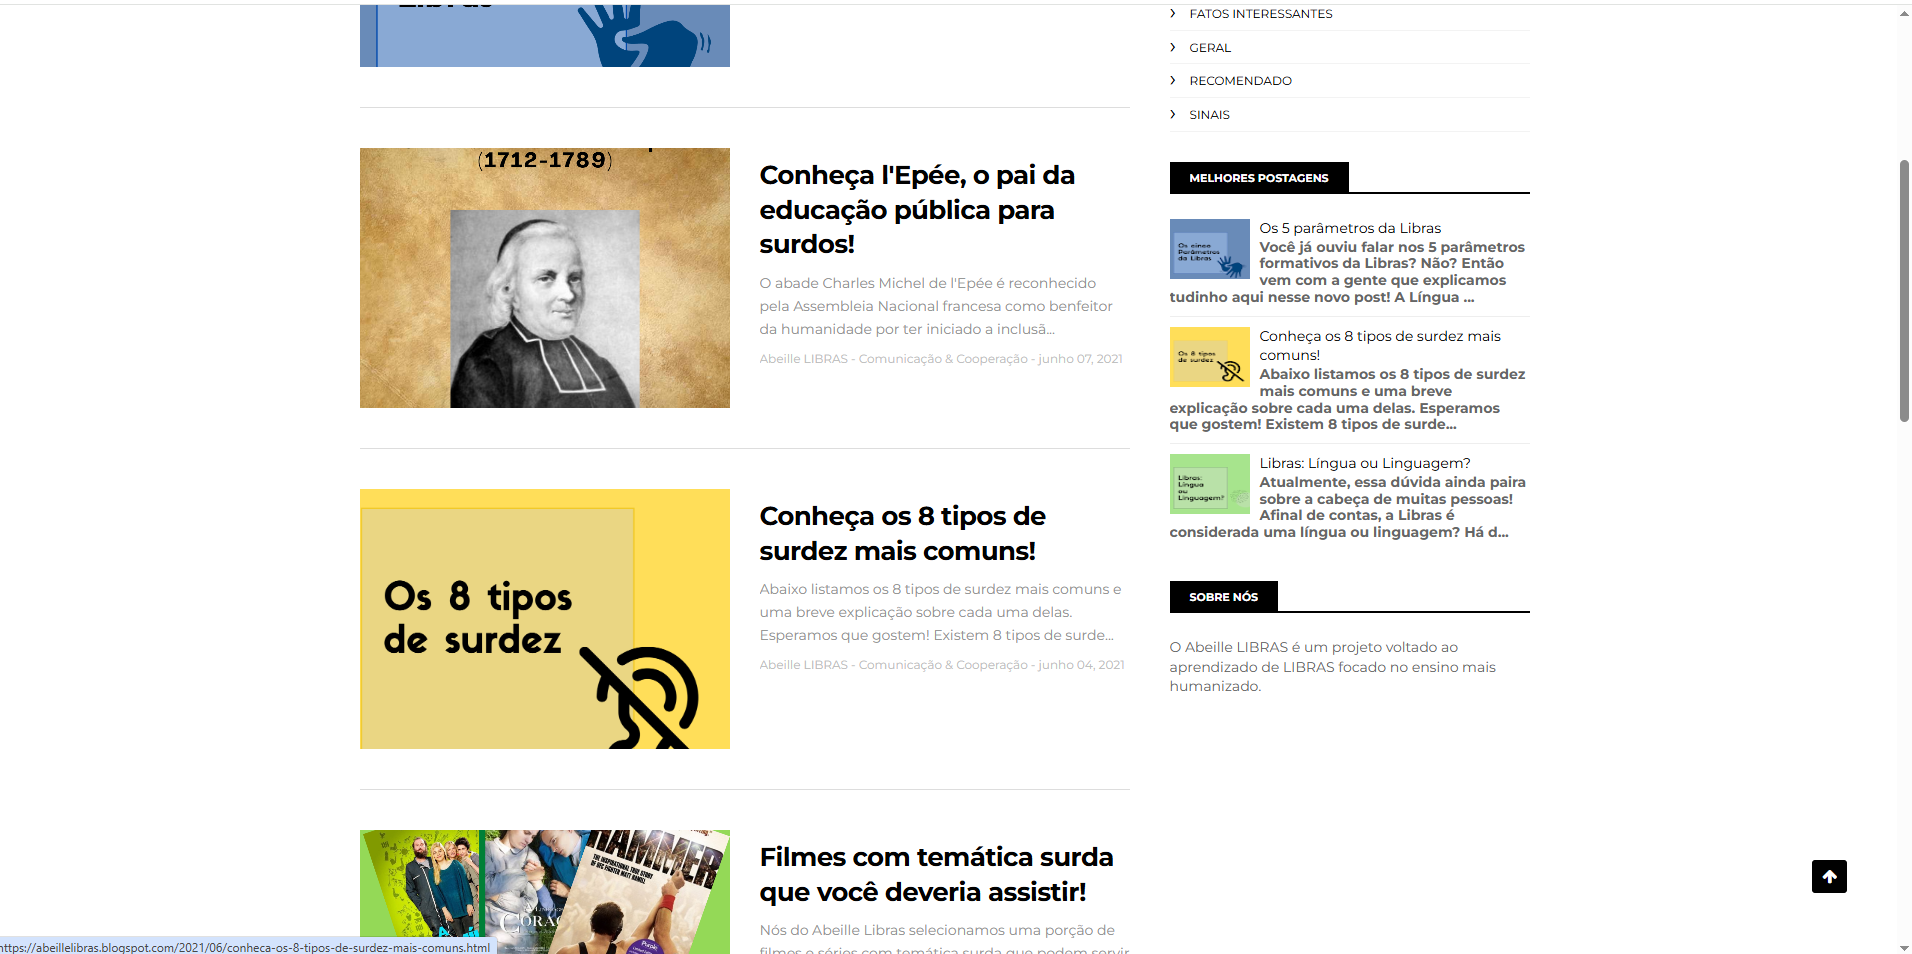 (1712-1789)
Conheça l'Epée, o pai da
educação pública para
surdos!
O abade Charles Michel de l'Epée é reconhecido
pela Assembleia Nacional francesa como benfeitor
da humanidade por ter iniciado a inclusã...
Abeille LIBRAS - Comunicação & Cooperação - junho 07, 2021
Os 8 tipos
de surdez
Conheça os 8 tipos de
surdez mais comuns!
Abaixo listamos os 8 tipos de surdez mais comuns e
uma breve explicação sobre cada uma delas.
Esperamos que gostem! Existem 8 tipos de surde...
Abeille LIBRAS - Comunicação & Cooperação - junho 04, 2021
HAMMER
THE INSPIRATIONAL TRUE STORY
OF UFC FIGHTER MATT HAMILL
Filmes com temática surda
que você deveria assistir!
Nós do Abeille Libras selecionamos uma porção de
filmes e séries com temática surda que podem servir
FATOS INTERESSANTES
GERAL
RECOMENDADO
SINAIS
MELHORES POSTAGENS
Os cinco
Parâmetros
da Libras
Os 5 parâmetros da Libras
Você já ouviu falar nos 5 parâmetros
formativos da Libras? Não? Então
vem com a gente que explicamos
tudinho aqui nesse novo post! A Língua ...
Os 8 tipos
de surdez
Conheça os 8 tipos de surdez mais
comuns!
Abaixo listamos os 8 tipos de surdez
mais comuns e uma breve
explicação sobre cada uma delas. Esperamos
que gostem! Existem 8 tipos de surde...
Libras:
Língua
ou
Linguagem?
Libras: Língua ou Linguagem?
Atualmente, essa dúvida ainda paira
sobre a cabeça de muitas pessoas!
Afinal de contas, a Libras é
considerada uma língua ou linguagem? Há d...
SOBRE NÓS
O Abeille LIBRAS é um projeto voltado ao
aprendizado de LIBRAS focado no ensino mais
humanizado.
https://abeillelibras.blogspot.com/2021/06/conheca-os-8-tipos-de-surdez-mais-comuns.html